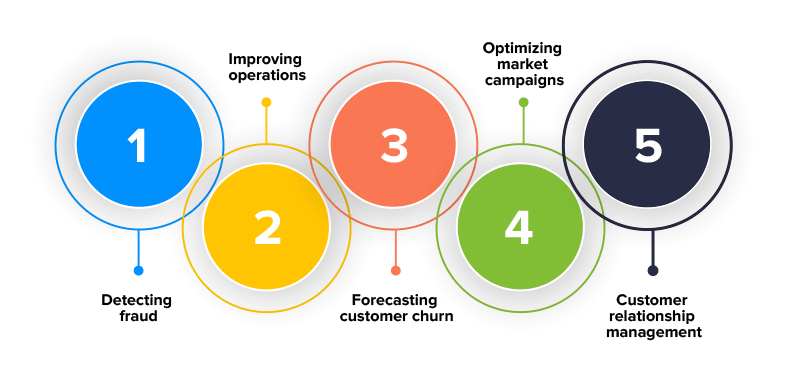 1
Detecting
fraud
Improving
operations
2
3
Forecasting
customer churn
Optimizing
market
campaigns
4
5
Customer
relationship
management